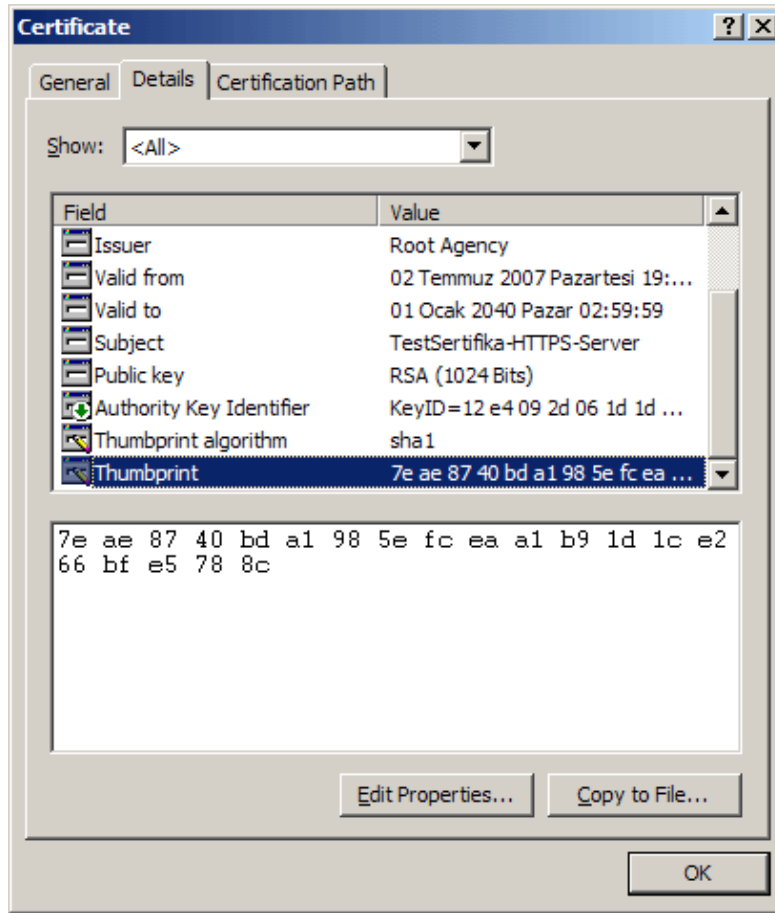 Certificate
General Details Certification Path
Show: <All>
Field Value
Issuer Root Agency
Valid from 02 Temmuz 2007 Pazartesi 19:...
Valid to 01 Ocak 2040 Pazar 02:59:59
Subject TestSertifika-HTTPS-Server
Public key RSA (1024 Bits)
Authority Key Identifier KeyID=12 e4 09 2d 06 1d 1d ...
Thumbprint algorithm sha1
Thumbprint 7e ae 87 40 bd a1 98 5e fc ea ...
7e ae 87 40 bd a1 98 5e fc ea a1 b9 1d 1c e2
66 bf e5 78 8c
Edit Properties... Copy to File...
OK